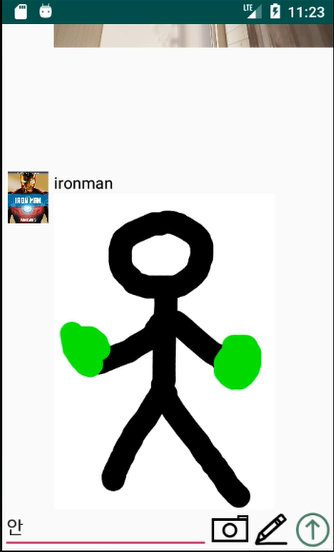 LTE 11:23
ironman
IRON MAN
안